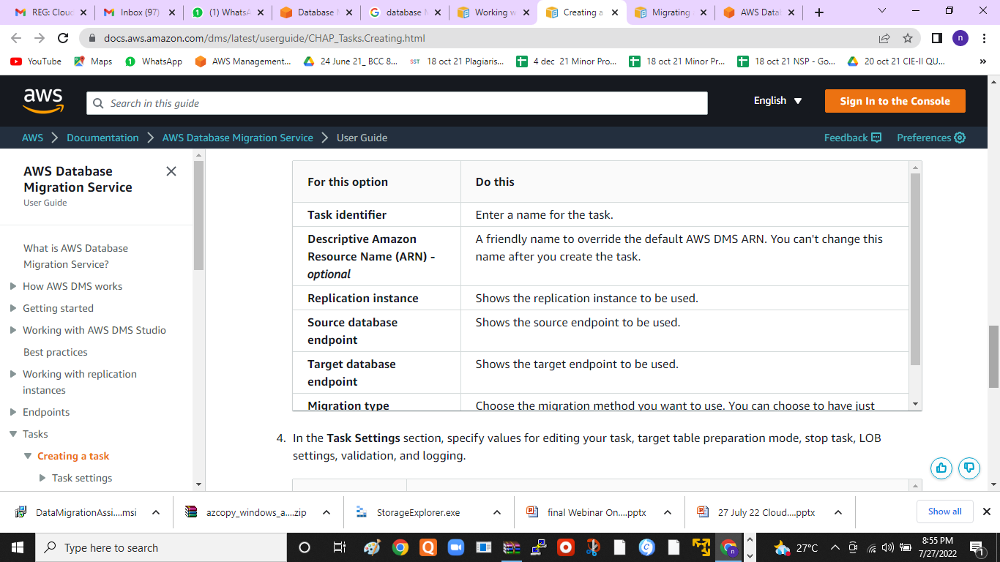 REG: Clou
Inbox (97)
(1) WhatsA
Database
database
Working w
Creating a
Migrating
AWS Data
docs.aws.amazon.com/dms/latest/userguide/CHAP_Tasks.Creating.html
n
YouTube
Maps
WhatsApp
AWS Management...
24 June 21_ BCC 8...
SST 18 oct 21 Plagiaris...
4 dec 21 Minor Pro...
18 oct 21 Minor Pr...
18 oct 21 NSP - Go...
20 oct 21 CIE-II QU...
»
aws
Search in this guide
English
Sign In to the Console
AWS
Documentation
AWS Database Migration Service
User Guide
Feedback
Preferences
AWS Database
Migration Service
User Guide
What is AWS Database
Migration Service?
How AWS DMS works
Getting started
Working with AWS DMS Studio
Best practices
Working with replication
instances
Endpoints
Tasks
Creating a task
Task settings
For this option
Do this
Task identifier
Enter a name for the task.
Descriptive Amazon
Resource Name (ARN) -
optional
A friendly name to override the default AWS DMS ARN. You can't change this
name after you create the task.
Replication instance
Shows the replication instance to be used.
Source database
endpoint
Shows the source endpoint to be used.
Target database
endpoint
Shows the target endpoint to be used.
Migration type
Choose the migration method you want to use. You can choose to have just
4. In the Task Settings section, specify values for editing your task, target table preparation mode, stop task, LOB
settings, validation, and logging.
DataMigrationAssi....msi
azcopy_windows_a....zip
StorageExplorer.exe
final Webinar On....pptx
27 July 22 Cloud....pptx
Show all
Type here to search
27°C
8:55 PM
7/27/2022
1